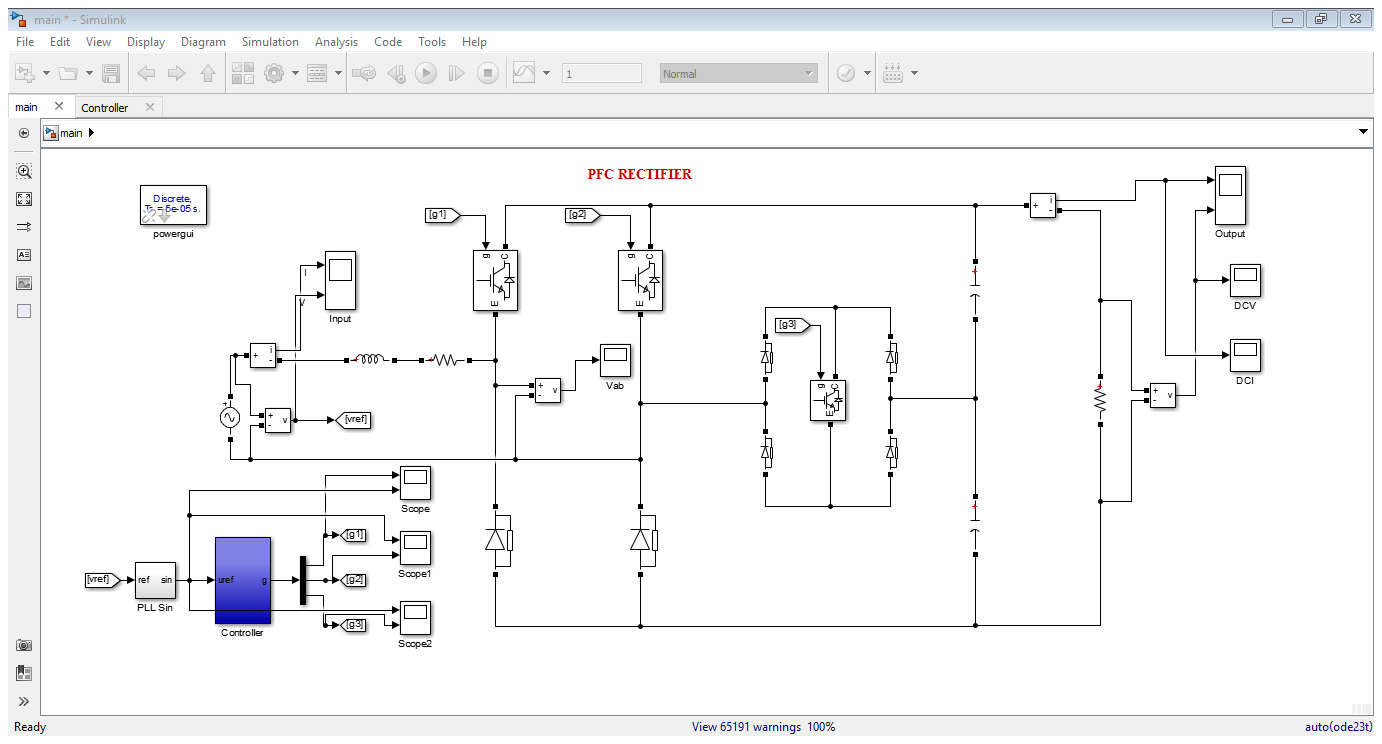 main * - Simulink
File Edit View Display Diagram Simulation Analysis Code Tools Help
1 Normal
main Controller
main
PFC RECTIFIER
Discrete,
5e-05 s.
powergui
[g1] [g2]
g C g C
E E
Output
I
V
Input
DCV
[g3]
i
+
-
Vab
g C
E
DCI
+
-
v
[vref]
Scope
[g1]
Scope1
[g2]
[vref] ref sin uref g
PLL Sin
[g3]
Controller
Scope2
Ready View 65191 warnings 100% auto(ode23t)